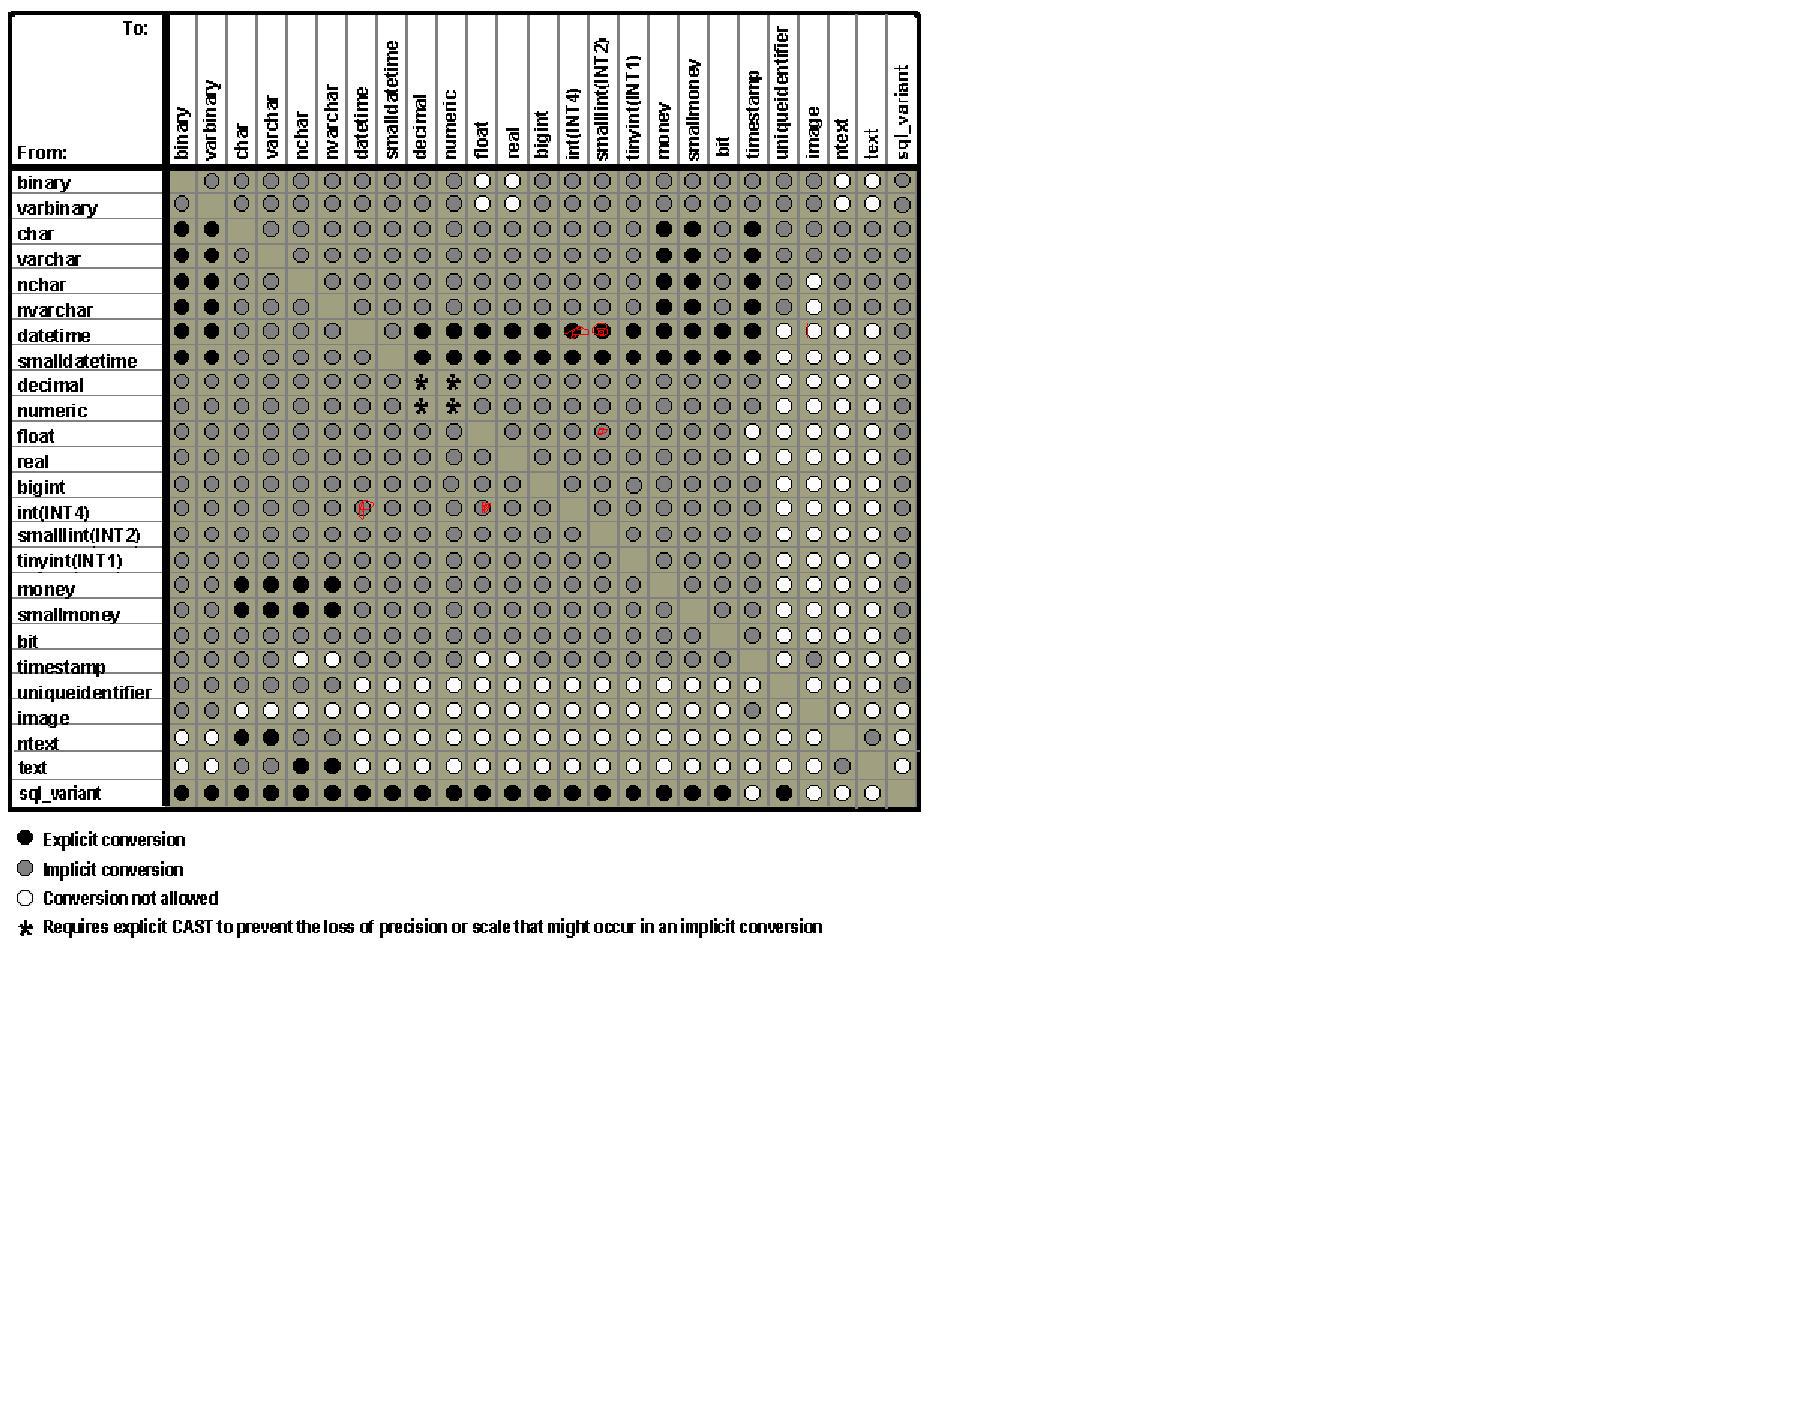 To:
From:
binary
varbinary
char
varchar
nchar
nvarchar
datetime
smalldatetime
decimal
numeric
float
real
bigint
int(INT4)
smalllint(INT2)
tinyint(INT1)
money
smallmoney
bit
timestamp
uniqueidentifier
image
ntext
text
sql_variant
binary
varbinary
char
varchar
nchar
nvarchar
datetime
smalldatetime
decimal
numeric
float
real
bigint
int(INT4)
smalllint(INT2)
tinyint(INT1)
money
smallmoney
bit
timestamp
uniqueidentifier
image
ntext
text
sql_variant
Explicit conversion
Implicit conversion
Conversion not allowed
* Requires explicit CAST to prevent the loss of precision or scale that might occur in an implicit conversion